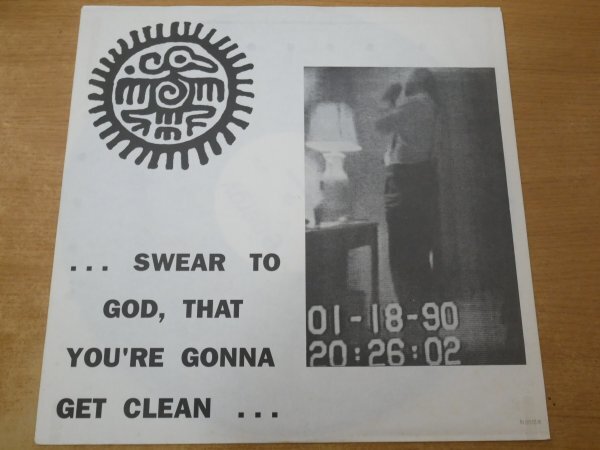 ... SWEAR TO
GOD, THAT
YOU'RE GONNA
GET CLEAN ...
01-18-90
20:26:02